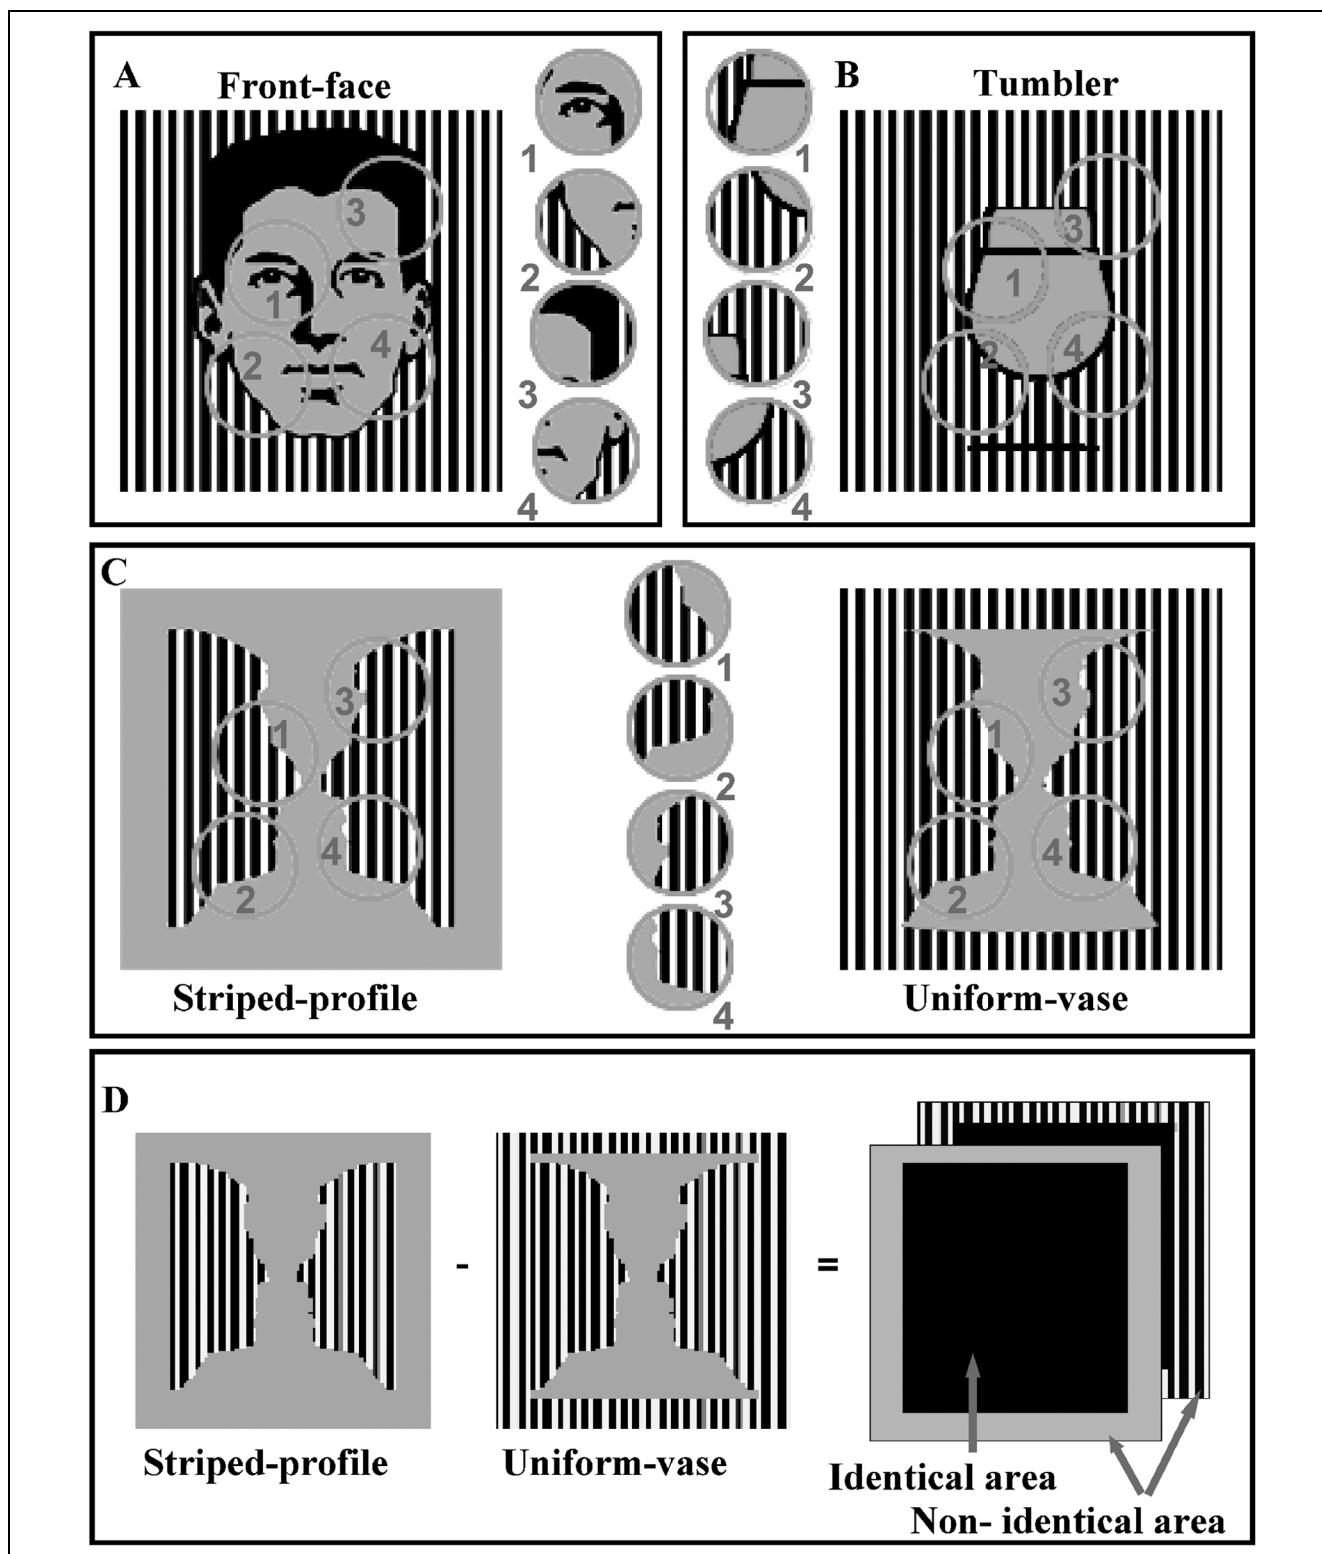 A
Front-face
1
2
3
4
1
2
3
4
B
Tumbler
1
2
3
4
1
2
3
4
C
1
2
3
4
1
2
3
4
1
2
3
4
Striped-profile
Uniform-vase
D
-
=
Striped-profile
Uniform-vase
Identical area
Non- identical area